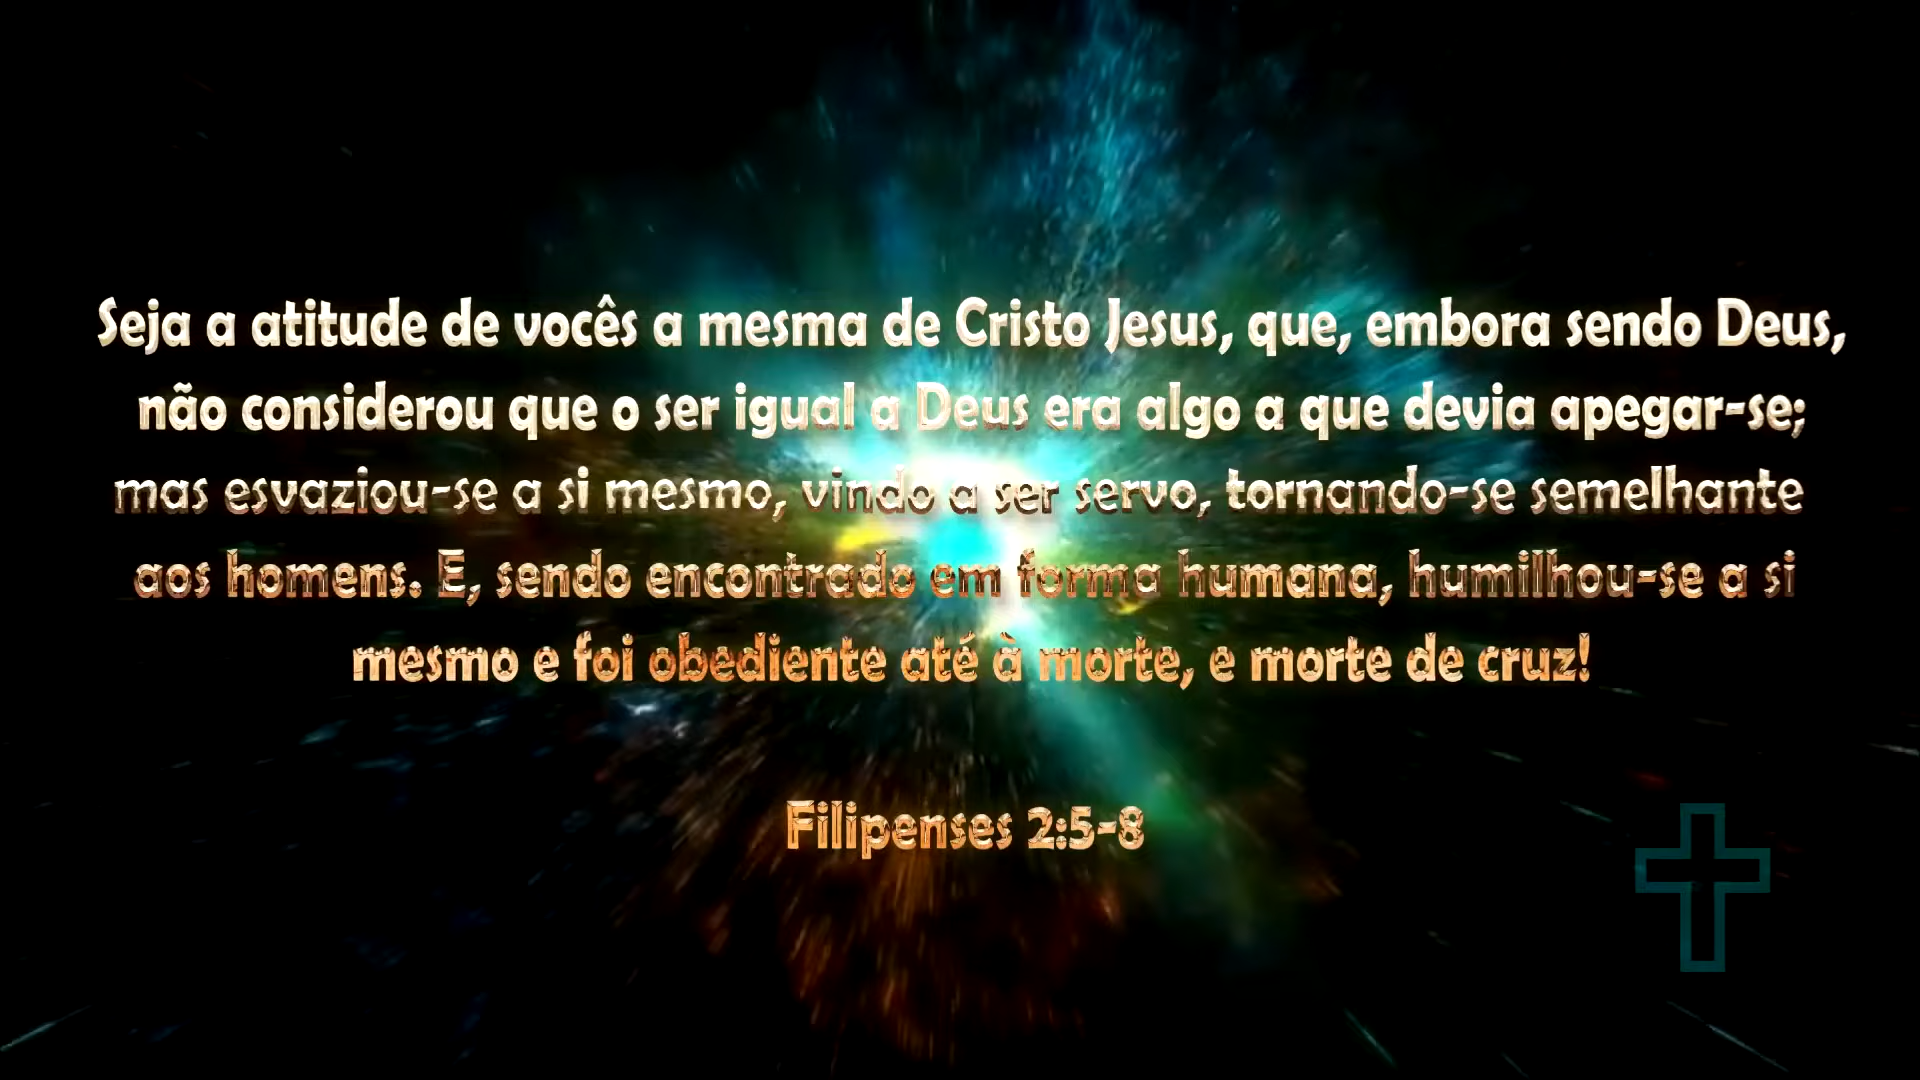 Seja a atitude de vocês a mesma de Cristo Jesus, que, embora sendo Deus,
não considerou que o ser igual a Deus era algo a que devia apegar-se;
mas esvaziou-se a si mesmo, vindo a ser servo, tornando-se semelhante
aos homens. E, sendo encontrado em forma humana, humilhou-se a si
mesmo e foi obediente até à morte, e morte de cruz!
Filipenses 2:5-8